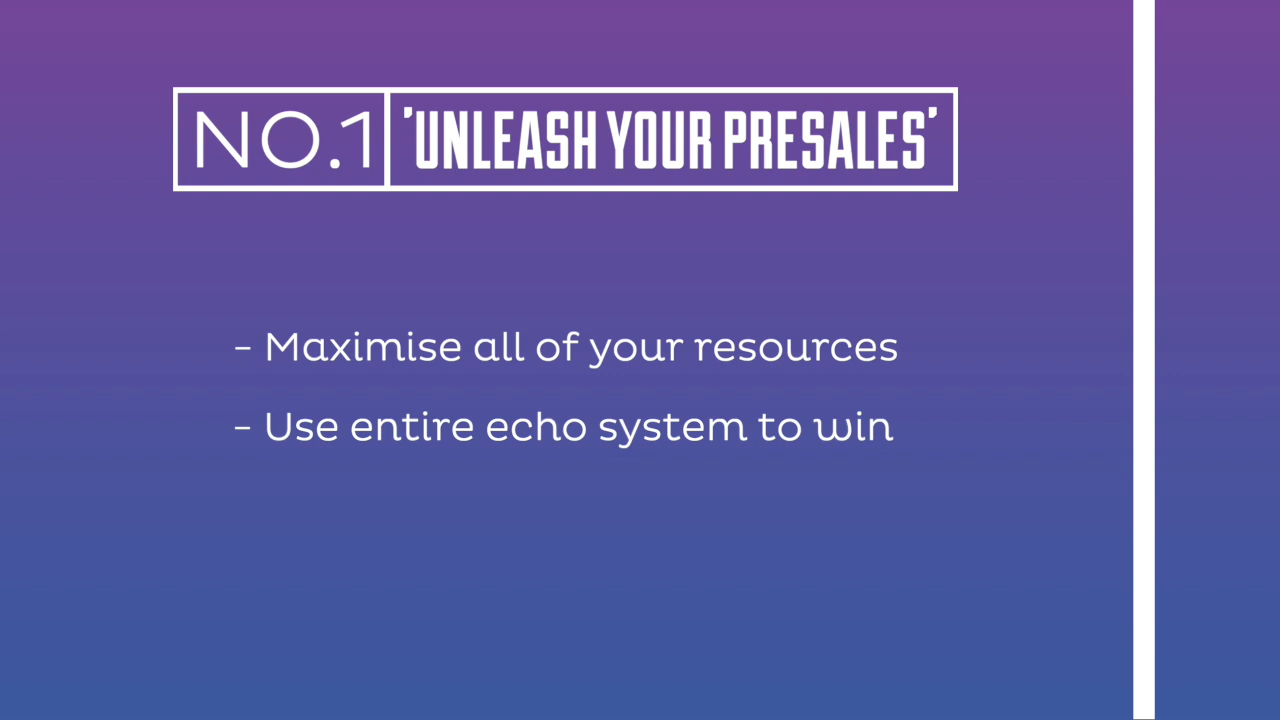 NO.1 'UNLEASH YOUR PRESALES'
- Maximise all of your resources
- Use entire echo system to win